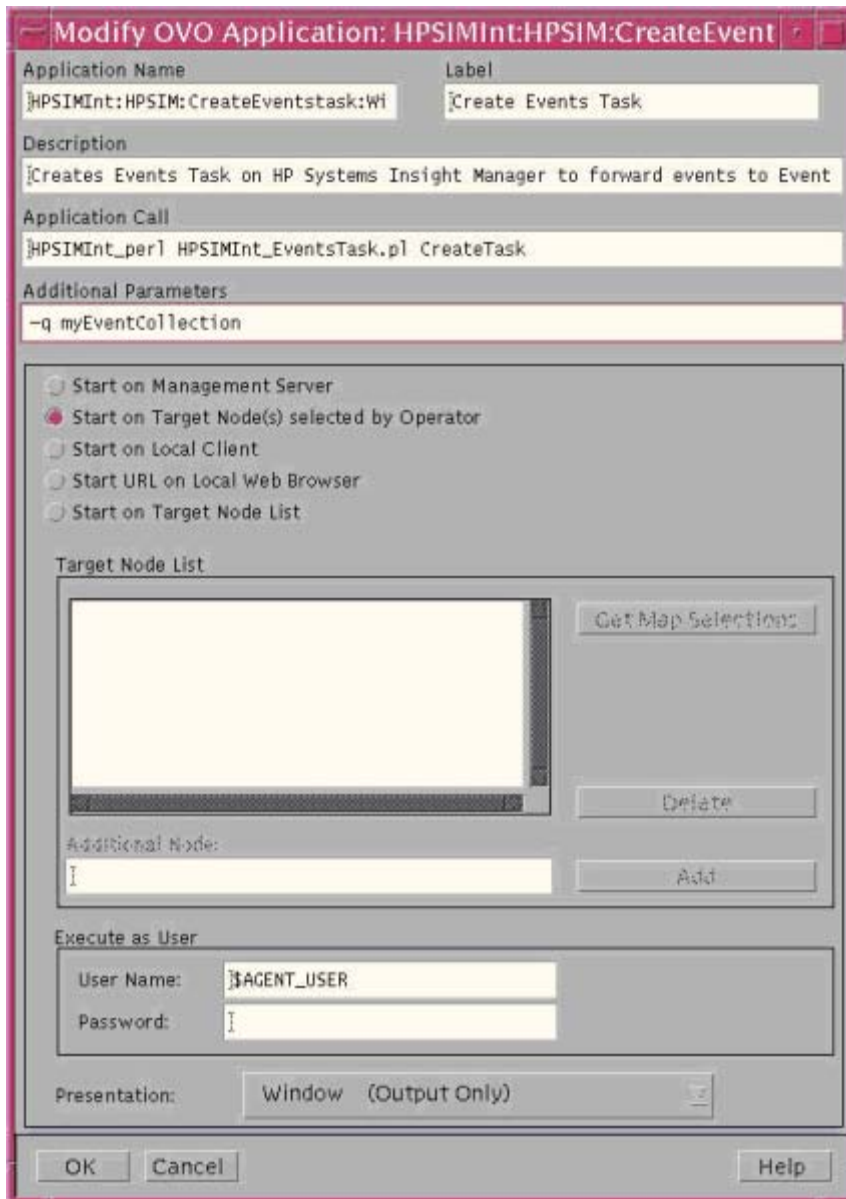 Modify OVO Application: HPSIMInt:HPSIM:CreateEvent
Application Name
Label
HPSIMInt:HPSIM:CreateEventstask:Wi
Create Events Task
Description
Creates Events Task on HP Systems Insight Manager to forward events to Event
Application Call
HPSIMInt_perl HPSIMInt_EventsTask.pl CreateTask
Additional Parameters
-q myEventCollection
Start on Management Server
Start on Target Node(s) selected by Operator
Start on Local Client
Start URL on Local Web Browser
Start on Target Node List
Target Node List
Get Map Selections
Delete
Additional Node:
Add
Execute as User
User Name:
$AGENT_USER
Password:
Presentation:
Window (Output Only)
OK
Cancel
Help